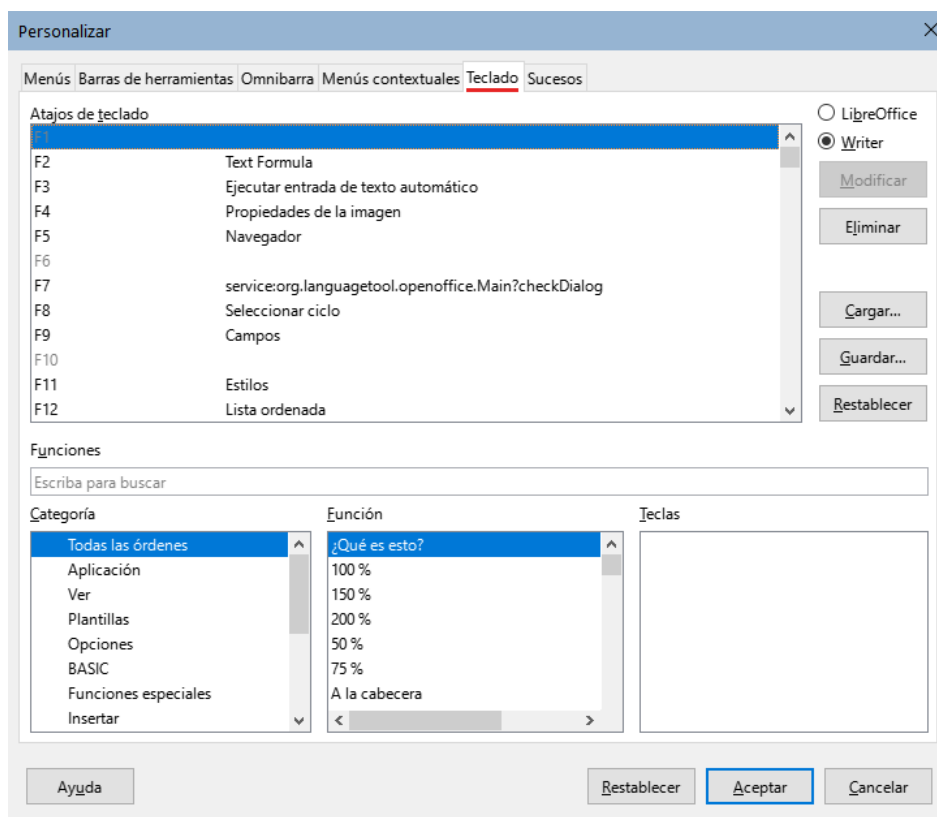 Personalizar
Menús Barras de herramientas Omnibarra Menús contextuales Teclado Sucesos
Atajos de teclado
LibreOffice
F1
Writer
F2 Text Formula
Modificar
F3 Ejecutar entrada de texto automático
F4 Propiedades de la imagen
Eliminar
F5 Navegador
F6
F7 service:org.languagetool.openoffice.Main?checkDialog
F8 Seleccionar ciclo
Cargar...
F9 Campos
F10
Guardar...
F11 Estilos
F12 Lista ordenada
Restablecer
Funciones
Escriba para buscar
Categoría Función Teclas
Todas las órdenes ¿Qué es esto?
Aplicación 100 %
Ver 150 %
Plantillas 200 %
Opciones 50 %
BASIC 75 %
Funciones especiales A la cabecera
Insertar
Ayuda Restablecer Aceptar Cancelar